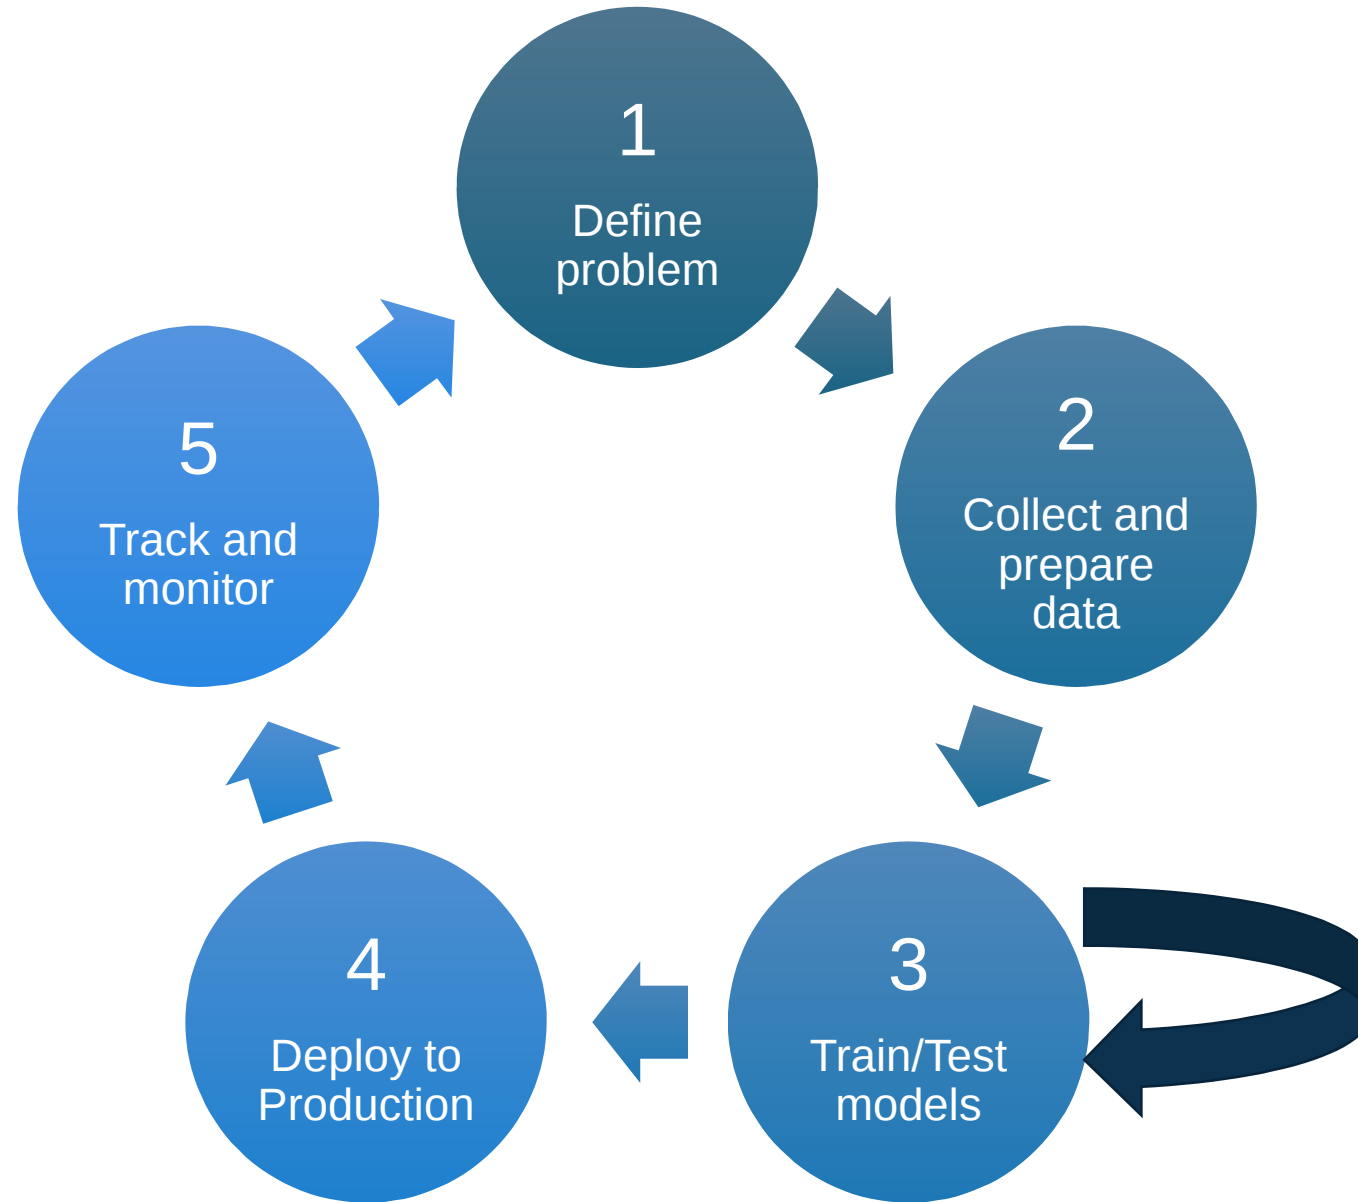 1
Define
problem
2
Collect and
prepare
data
3
Train/Test
models
4
Deploy to
Production
5
Track and
monitor